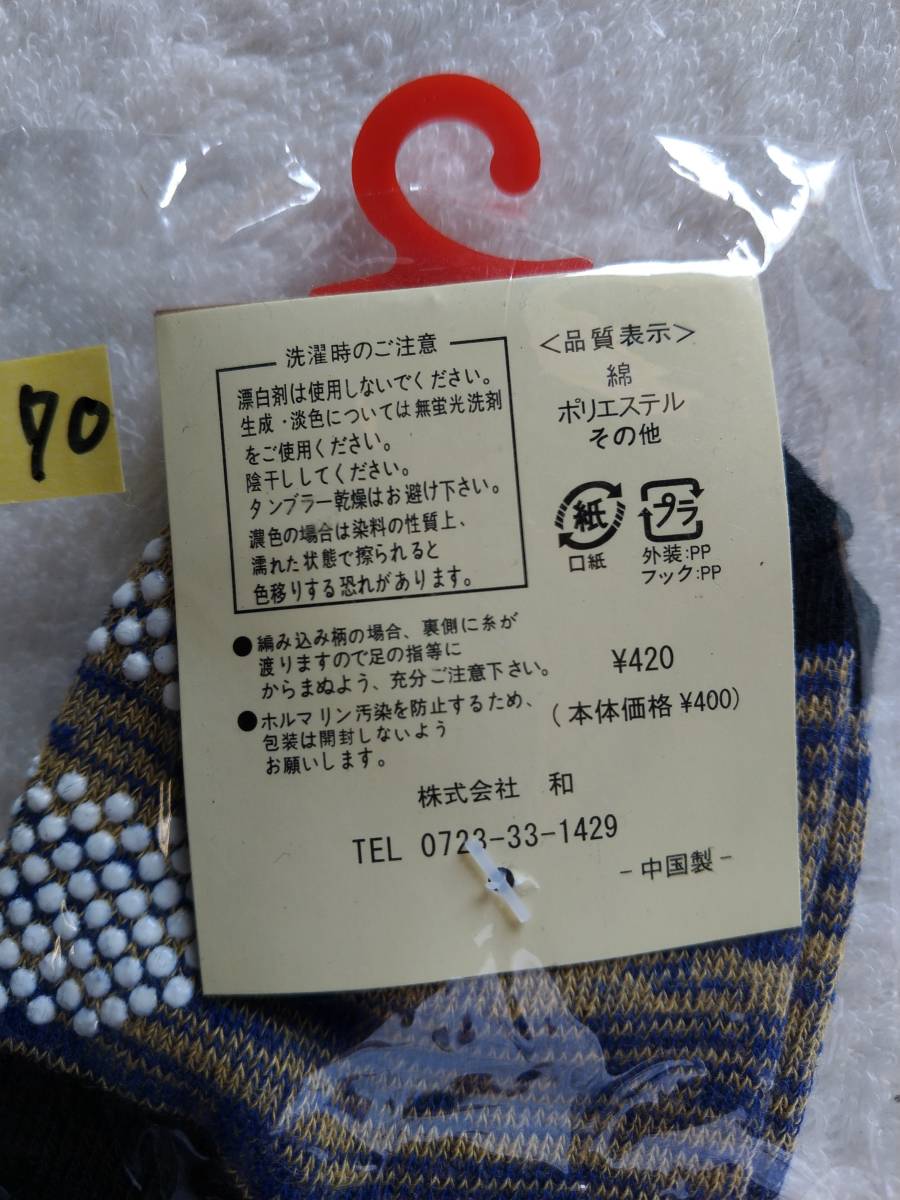 70
洗濯時のご注意
漂白剤は使用しないでください。
生成・淡色については無蛍光洗剤
をご使用ください。
陰干ししてください。
タンブラー乾燥はお避け下さい。
濃色の場合は染料の性質上、
濡れた状態で擦られると
色移りする恐れがあります。
●編み込み柄の場合、裏側に糸が
渡りますので足の指等に
からまぬよう、充分ご注意下さい。
●ホルマリン汚染を防止するため、
包装は開封しないよう
お願いします。
<品質表示>
綿
ポリエステル
その他
紙
口紙
プラ
外装:PP
フック:PP
¥420
(本体価格¥400)
株式会社 和
TEL 0723-33-1429
-中国製-